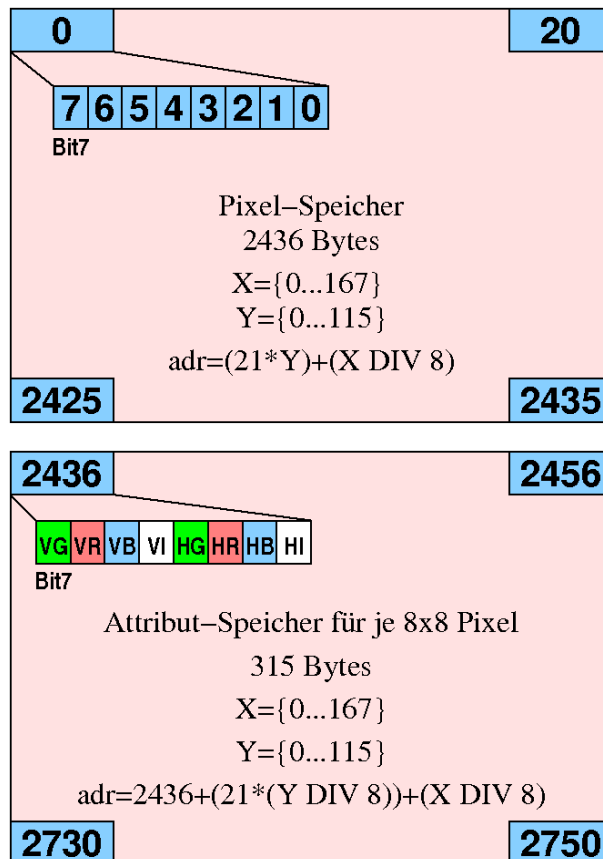 0 20
7 6 5 4 3 2 1 0
Bit7
Pixel–Speicher
2436 Bytes
X={0...167}
Y={0...115}
adr=(21*Y)+(X DIV 8)
2425 2435
2436 2456
VG VR VB VI HG HR HB HI
Bit7
Attribut–Speicher für je 8x8 Pixel
315 Bytes
X={0...167}
Y={0...115}
adr=2436+(21*(Y DIV 8))+(X DIV 8)
2730 2750